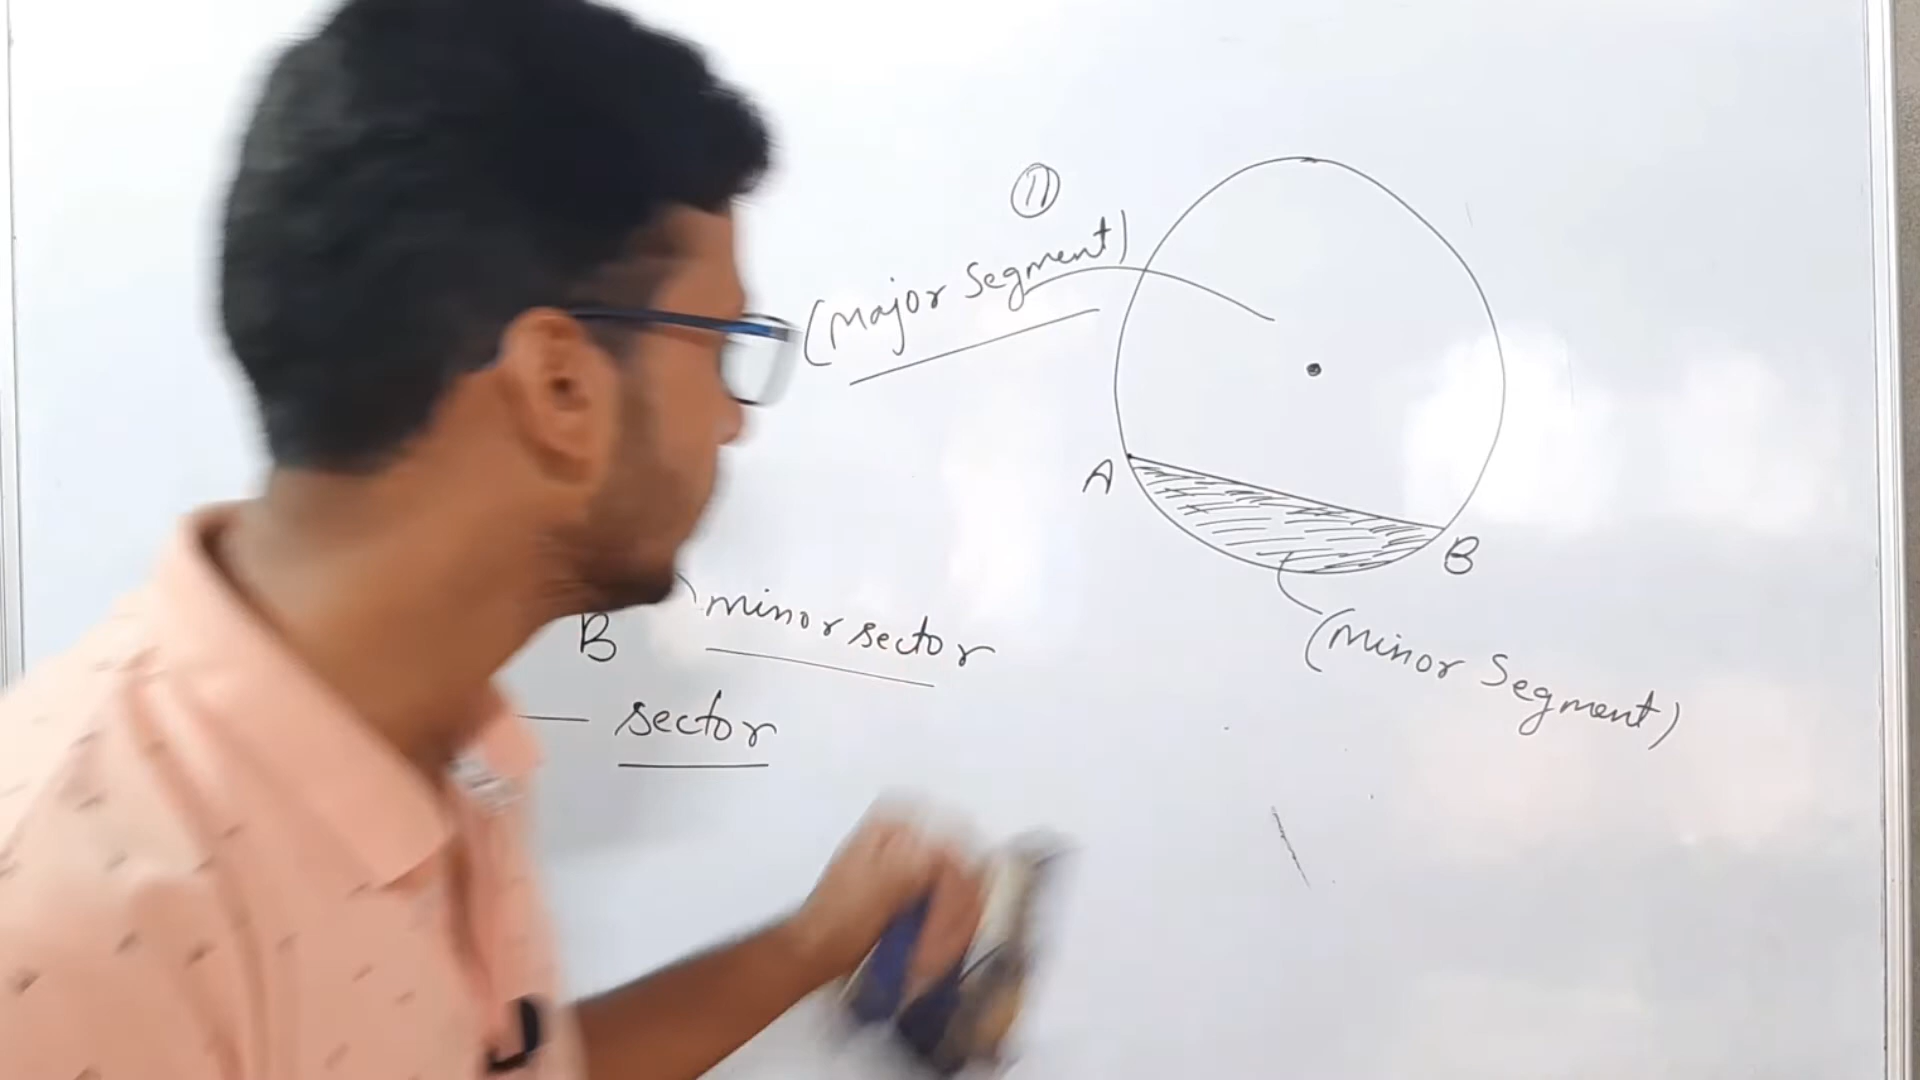 11
(Major Segment)
A
B
(Minor Segment)
B
minor sector
sector